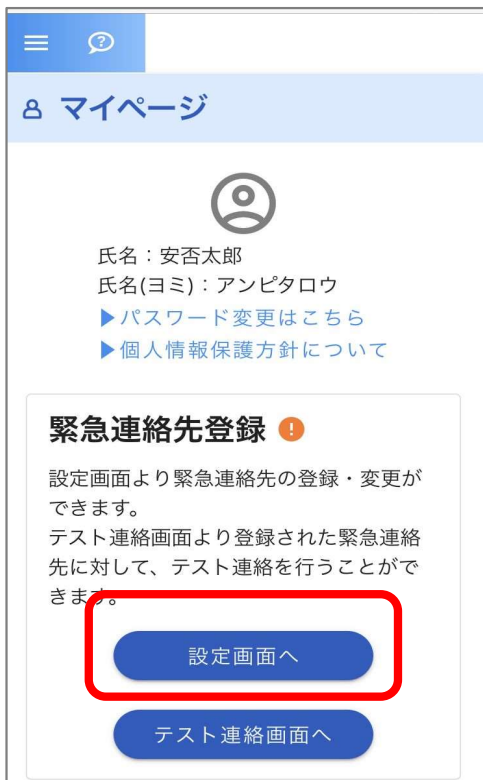 マイページ
氏名：安否太郎
氏名(ヨミ)：アンピタロウ
▶パスワード変更はこちら
▶個人情報保護方針について
緊急連絡先登録
設定画面より緊急連絡先の登録・変更が
できます。
テスト連絡画面より登録された緊急連絡
先に対して、テスト連絡を行うことがで
きます。
設定画面へ
テスト連絡画面へ